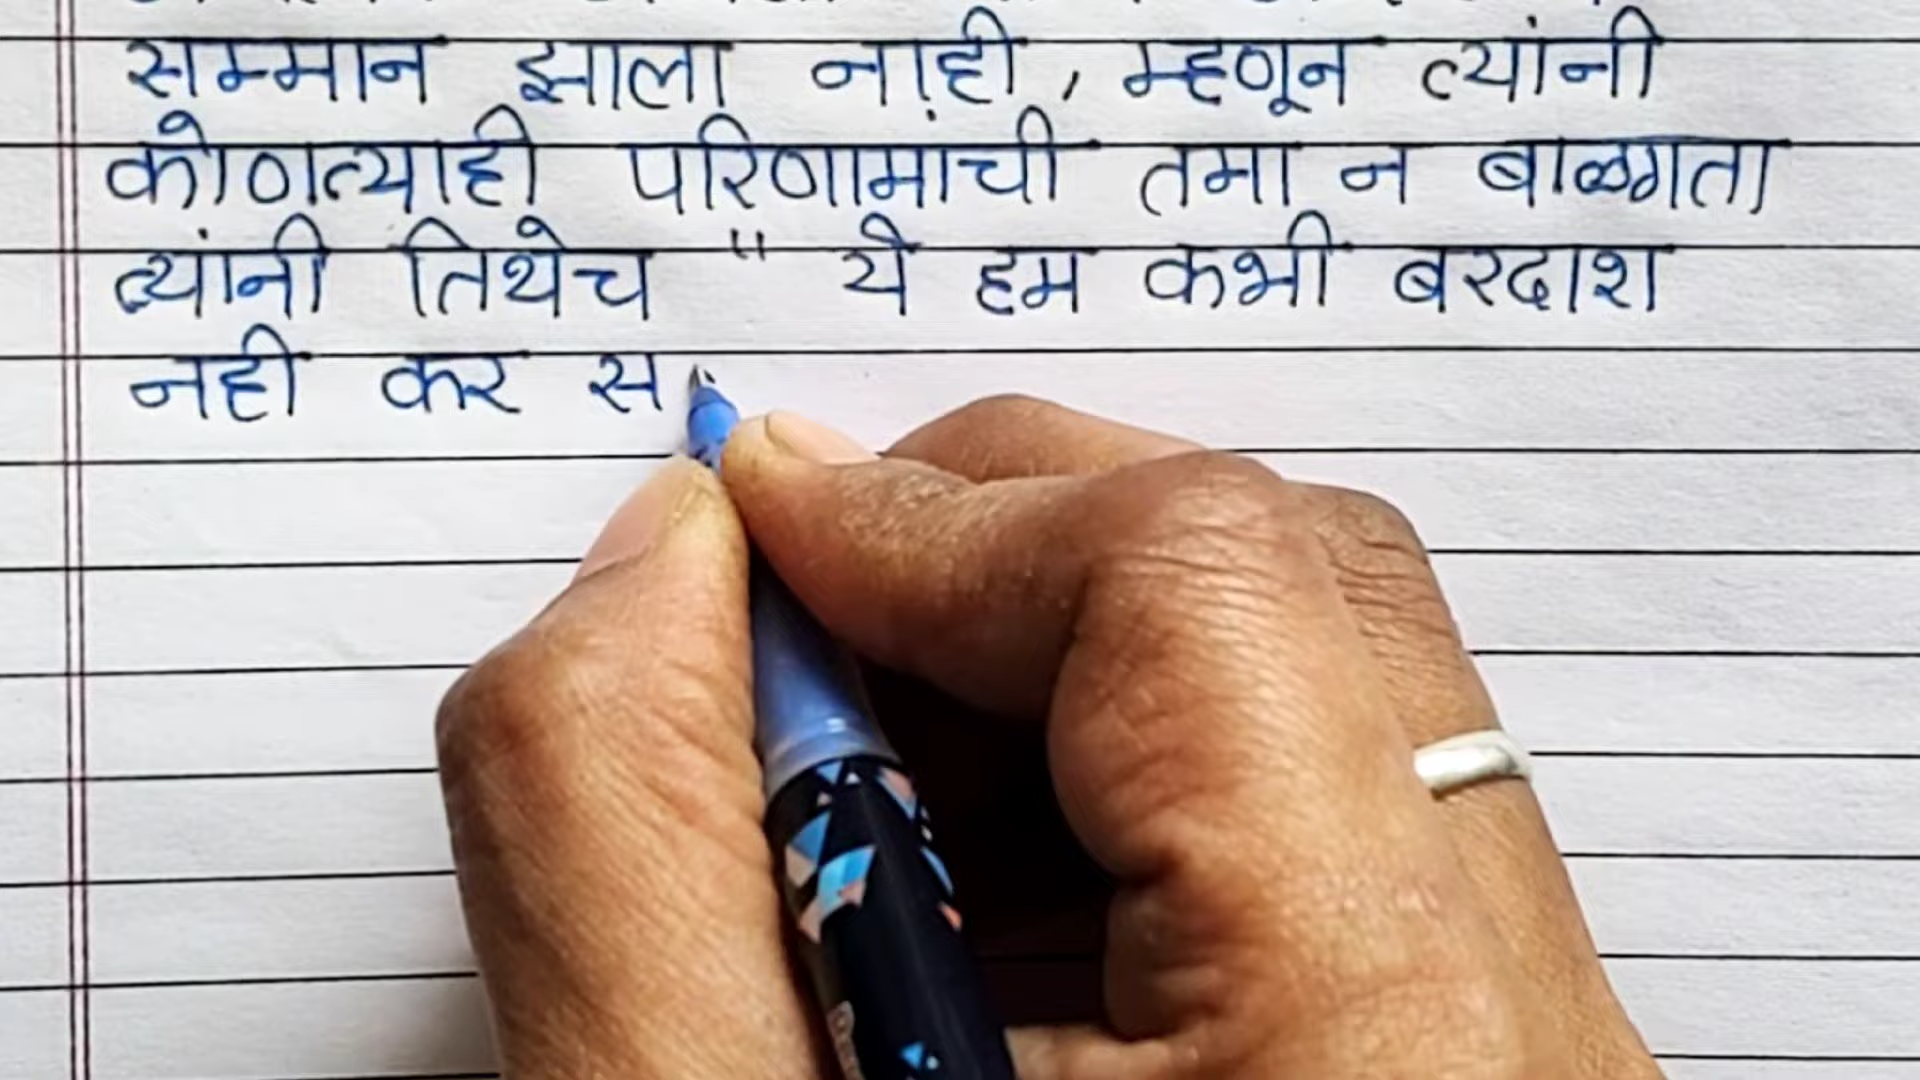 सम्मान झाला नाही, म्हणून त्यांनी
कोणत्याही परिणामांची तमा न बाळगता
त्यांनी तिथेच " ये हम कभी बरदाश
नही कर स